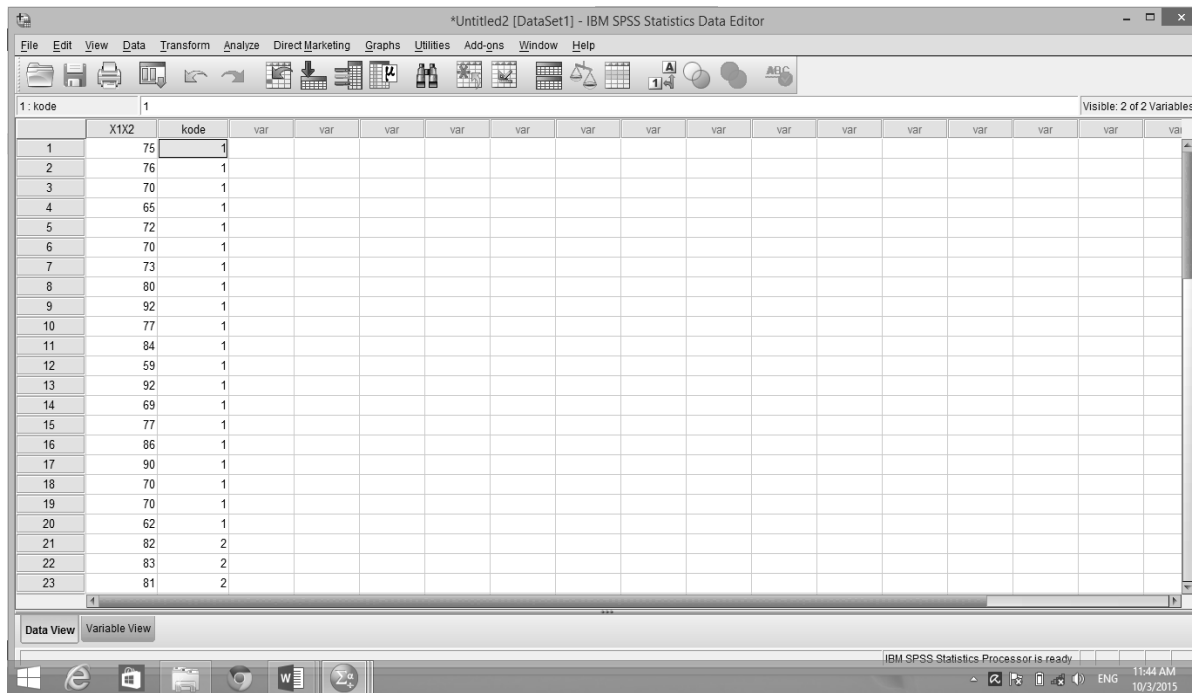 *Untitled2 [DataSet1] - IBM SPSS Statistics Data Editor
File Edit View Data Transform Analyze Direct Marketing Graphs Utilities Add-ons Window Help
1 : kode 1 Visible: 2 of 2 Variables
X1X2 kode var var var var var var var var var var var var var var var
1 75 1
2 76 1
3 70 1
4 65 1
5 72 1
6 70 1
7 73 1
8 80 1
9 92 1
10 77 1
11 84 1
12 59 1
13 92 1
14 69 1
15 77 1
16 86 1
17 90 1
18 70 1
19 70 1
20 62 1
21 82 2
22 83 2
23 81 2
Data View Variable View
IBM SPSS Statistics Processor is ready
ENG 11:44 AM
10/3/2015